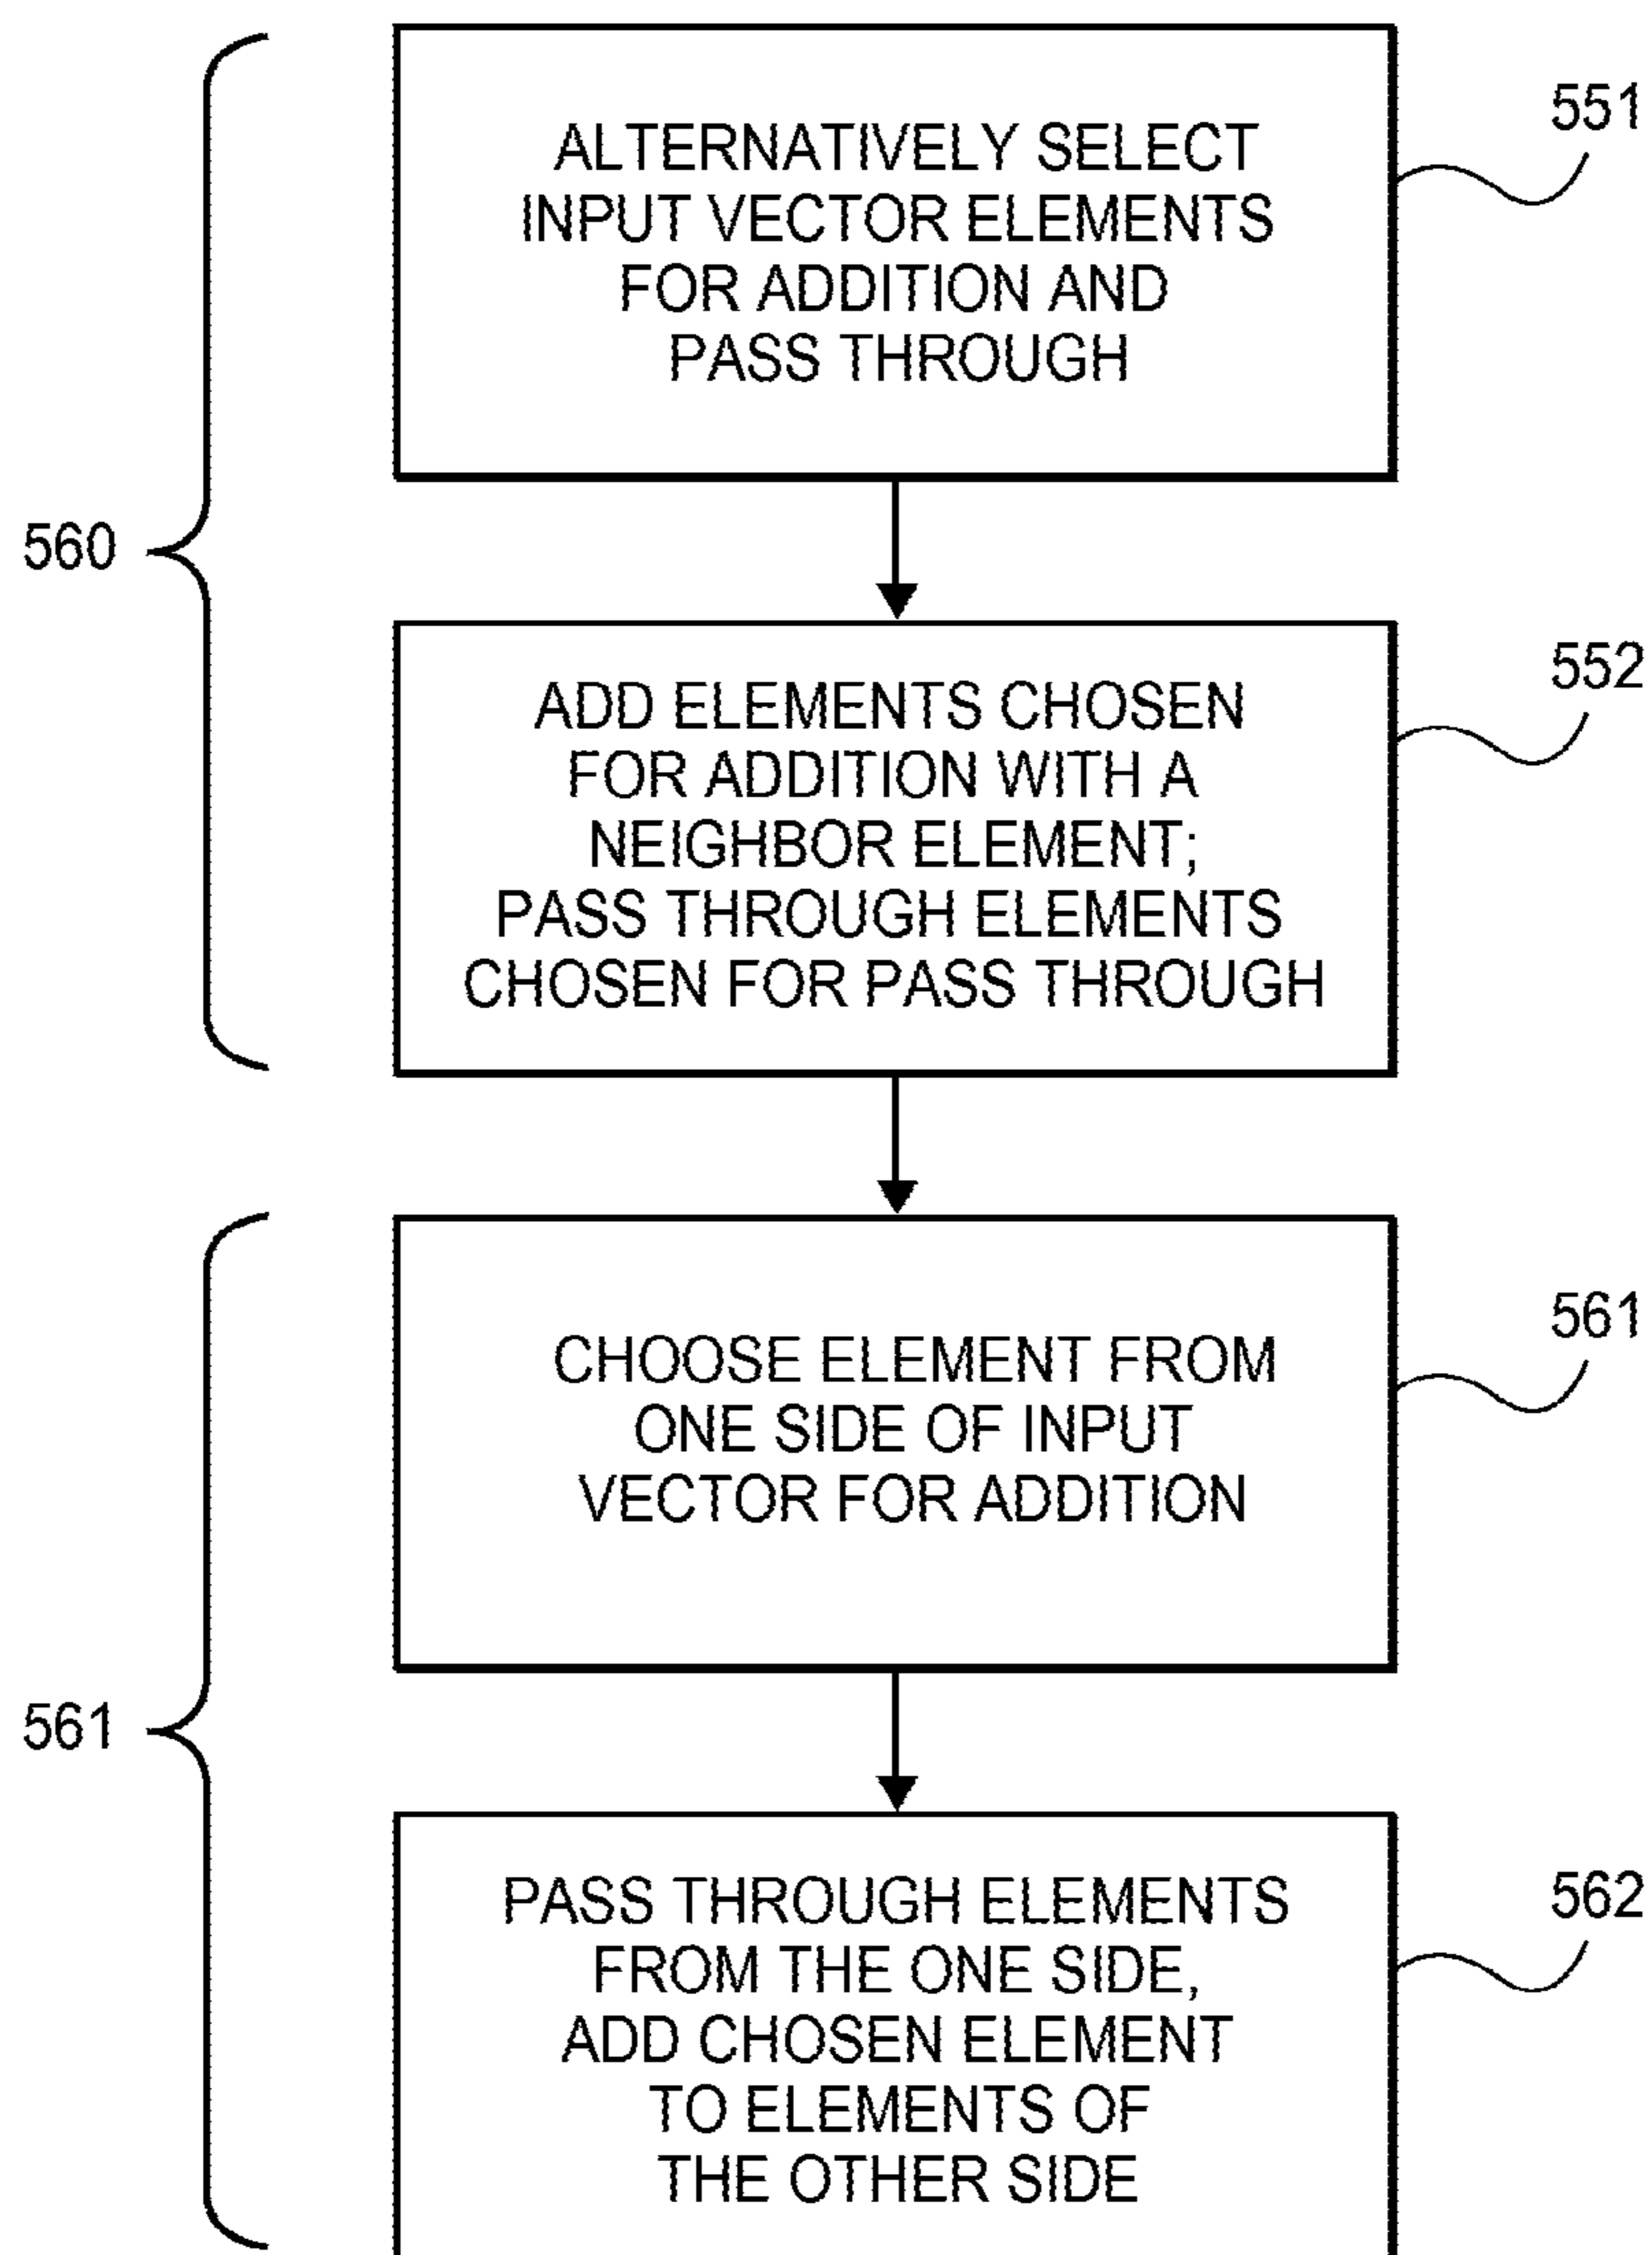 551
ALTERNATIVELY SELECT
INPUT VECTOR ELEMENTS
FOR ADDITION AND
PASS THROUGH
560
552
ADD ELEMENTS CHOSEN
FOR ADDITION WITH A
NEIGHBOR ELEMENT;
PASS THROUGH ELEMENTS
CHOSEN FOR PASS THROUGH
561
CHOOSE ELEMENT FROM
ONE SIDE OF INPUT
VECTOR FOR ADDITION
561
562
PASS THROUGH ELEMENTS
FROM THE ONE SIDE,
ADD CHOSEN ELEMENT
TO ELEMENTS OF
THE OTHER SIDE